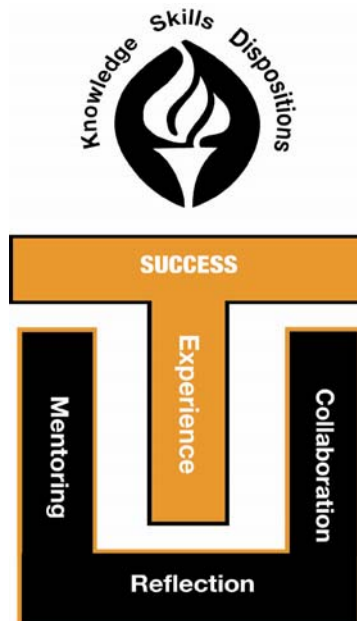 Knowledge Skills Dispositions
SUCCESS
Experience
Mentoring
Collaboration
Reflection